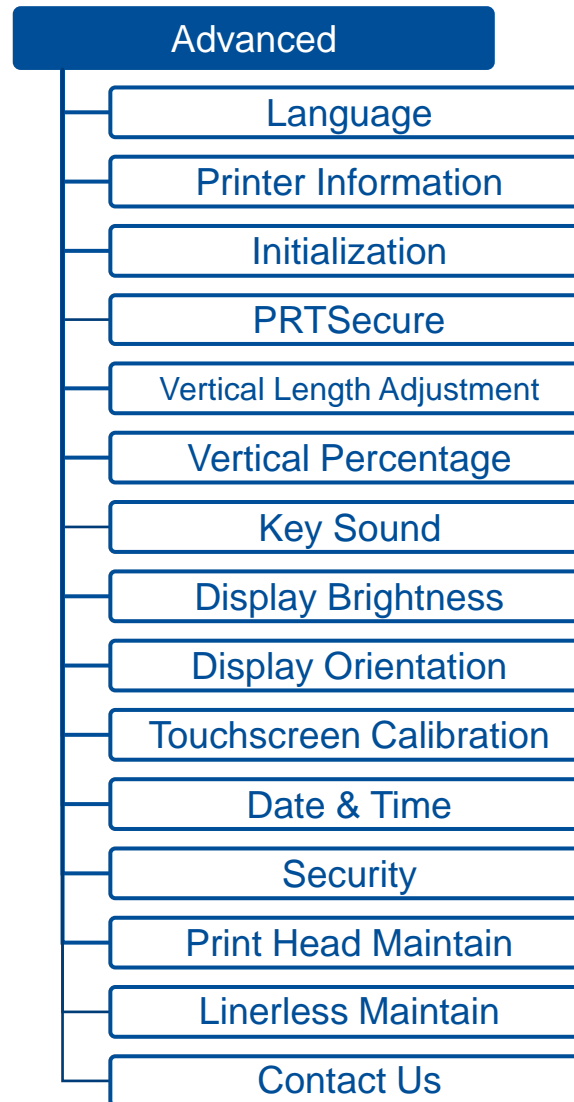 Advanced
Language
Printer Information
Initialization
PRTSecure
Vertical Length Adjustment
Vertical Percentage
Key Sound
Display Brightness
Display Orientation
Touchscreen Calibration
Date & Time
Security
Print Head Maintain
Linerless Maintain
Contact Us